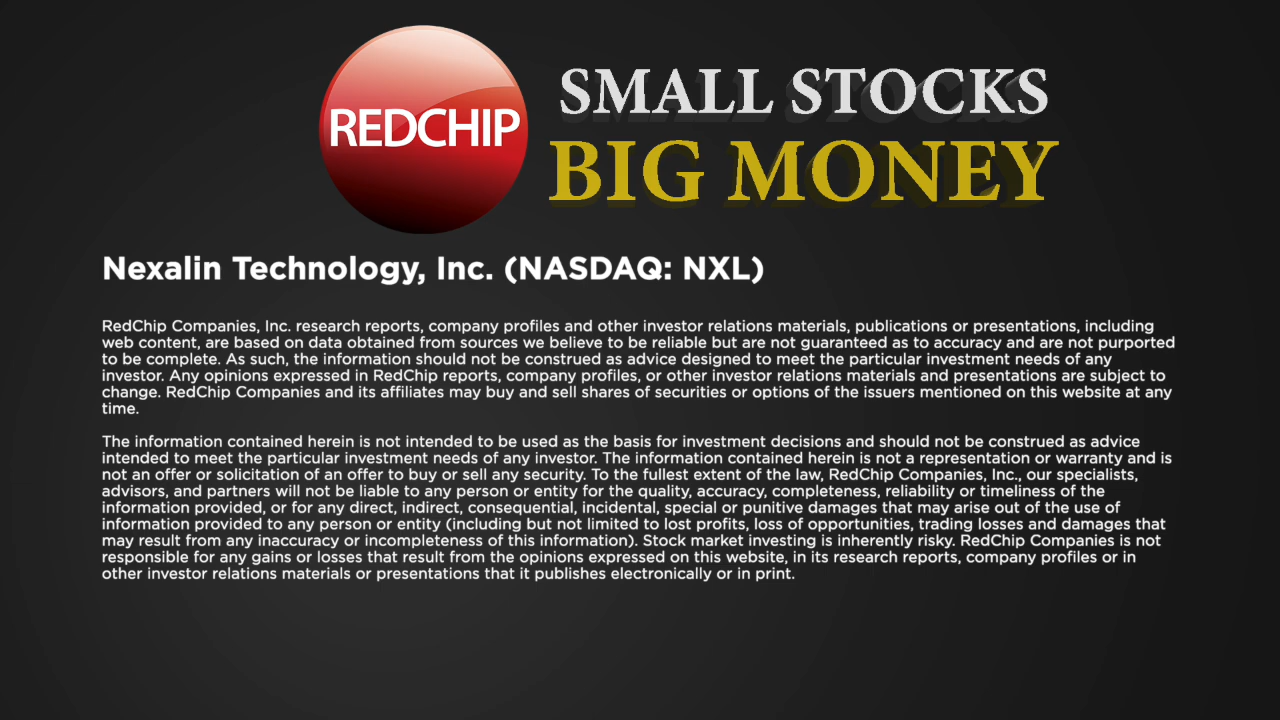 REDCHIP
SMALL STOCKS
BIG MONEY
Nexalin Technology, Inc. (NASDAQ: NXL)
RedChip Companies, Inc. research reports, company profiles and other investor relations materials, publications or presentations, including
web content, are based on data obtained from sources we believe to be reliable but are not guaranteed as to accuracy and are not purported
to be complete. As such, the information should not be construed as advice designed to meet the particular investment needs of any
investor. Any opinions expressed in RedChip reports, company profiles, or other investor relations materials and presentations are subject to
change. RedChip Companies and its affiliates may buy and sell shares of securities or options of the issuers mentioned on this website at any
time.
The information contained herein is not intended to be used as the basis for investment decisions and should not be construed as advice
intended to meet the particular investment needs of any investor. The information contained herein is not a representation or warranty and is
not an offer or solicitation of an offer to buy or sell any security. To the fullest extent of the law, RedChip Companies, Inc., our specialists,
advisors, and partners will not be liable to any person or entity for the quality, accuracy, completeness, reliability or timeliness of the
information provided, or for any direct, indirect, consequential, incidental, special or punitive damages that may arise out of the use of
information provided to any person or entity (including but not limited to lost profits, loss of opportunities, trading losses and damages that
may result from any inaccuracy or incompleteness of this information). Stock market investing is inherently risky. RedChip Companies is not
responsible for any gains or losses that result from the opinions expressed on this website, in its research reports, company profiles or in
other investor relations materials or presentations that it publishes electronically or in print.